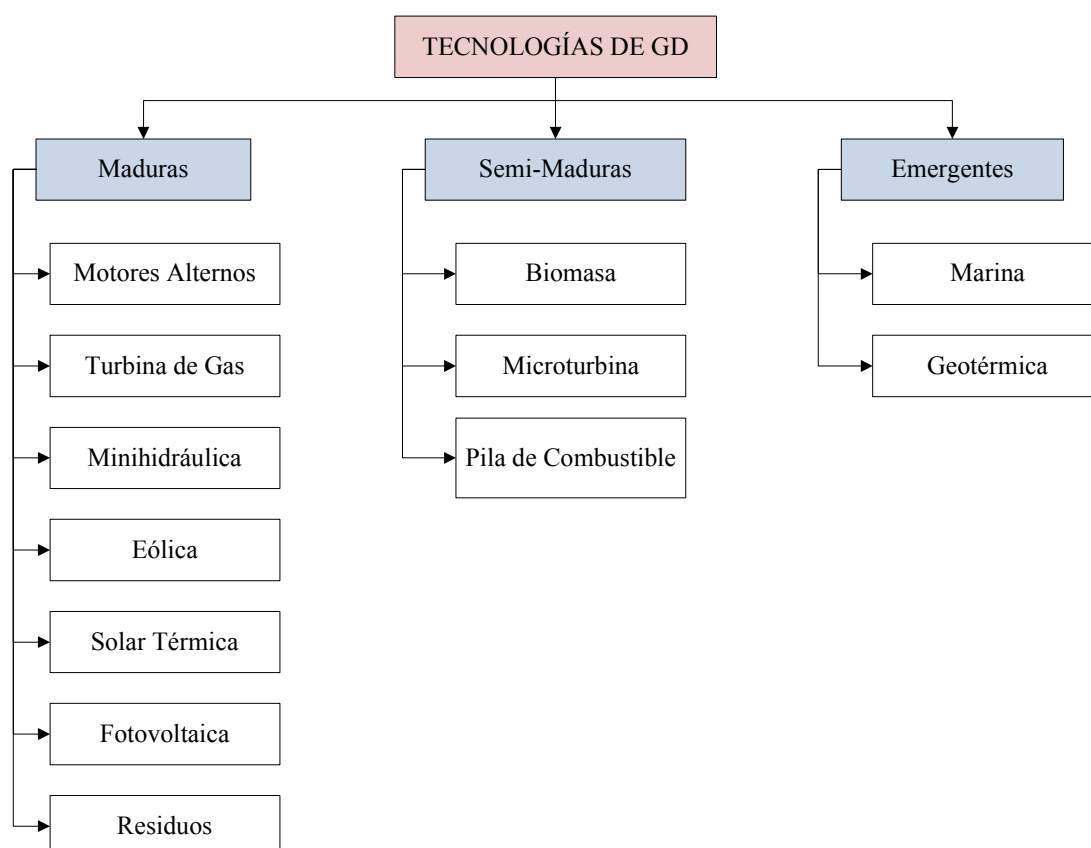 TECNOLOGÍAS DE GD
Maduras
Semi-Maduras
Emergentes
Motores Alternos
Biomasa
Marina
Turbina de Gas
Microturbina
Geotérmica
Minihidráulica
Pila de Combustible
Eólica
Solar Térmica
Fotovoltaica
Residuos